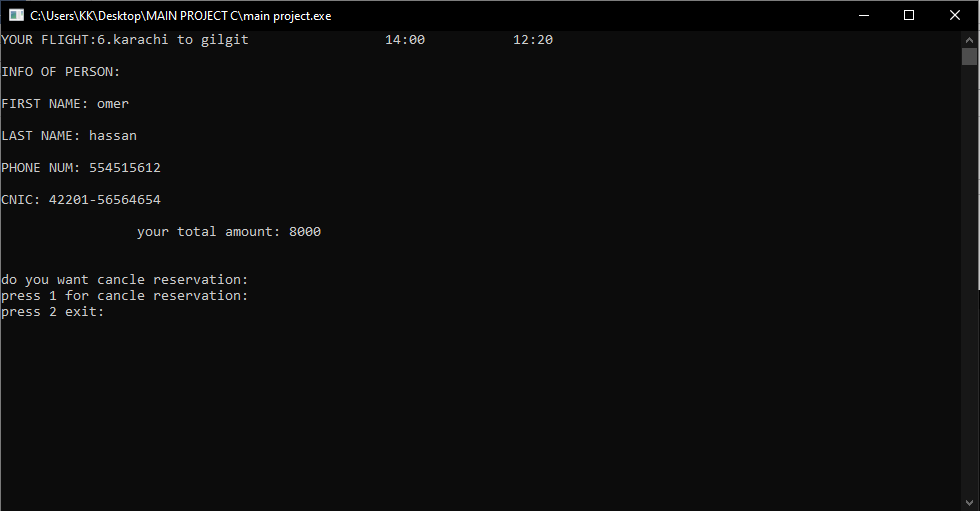 C:\Users\KK\Desktop\MAIN PROJECT C\main project.exe
YOUR FLIGHT:6.karachi to gilgit 14:00 12:20
INFO OF PERSON:
FIRST NAME: omer
LAST NAME: hassan
PHONE NUM: 554515612
CNIC: 42201-56564654
your total amount: 8000
do you want cancle reservation:
press 1 for cancle reservation:
press 2 exit: